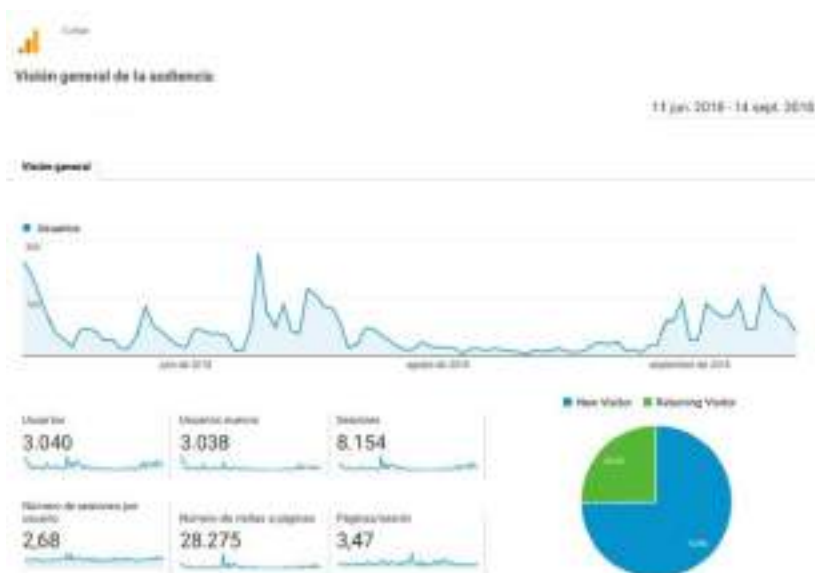 Visión general de la audiencia
11 jun. 2018 - 14 sept. 2018
Visión general
Usuarios
julio de 2018
agosto de 2018
septiembre de 2018
New Visitor Returning Visitor
Usuarios
3.040
Usuarios nuevos
3.038
Sesiones
8.154
Número de sesiones por usuario
2,68
Número de visitas a páginas
28.275
Páginas/sesión
3,47